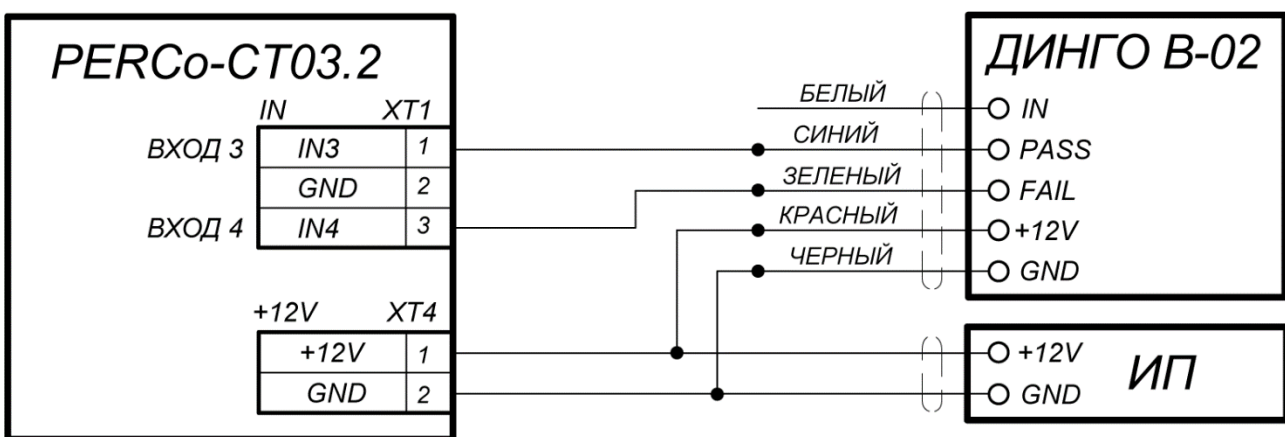 PERCo-CT03.2
IN XT1
ВХОД 3 IN3 1
GND 2
ВХОД 4 IN4 3
+12V XT4
+12V 1
GND 2
БЕЛЫЙ
СИНИЙ
ЗЕЛЕНЫЙ
КРАСНЫЙ
ЧЕРНЫЙ
ДИНГО В-02
IN
PASS
FAIL
+12V
GND
+12V
GND
ИП